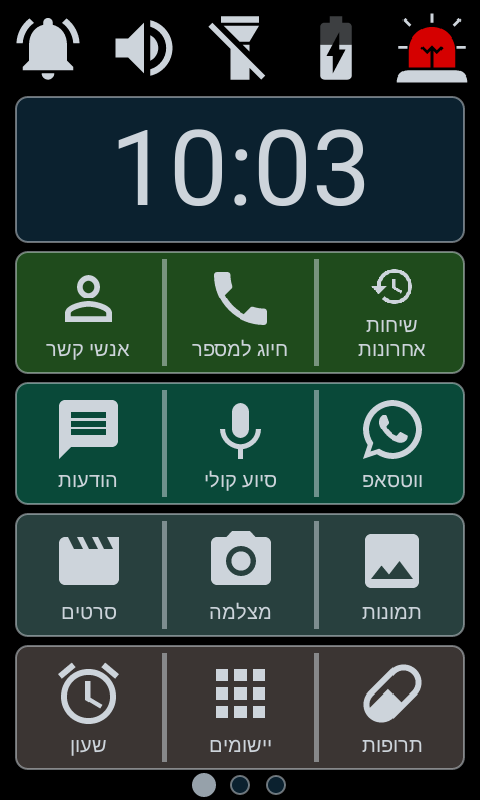 10:03
שיחות
אחרונות
חיוג למספר
אנשי קשר
ווטסאפ
סיוע קולי
הודעות
תמונות
מצלמה
סרטים
תרופות
יישומים
שעון